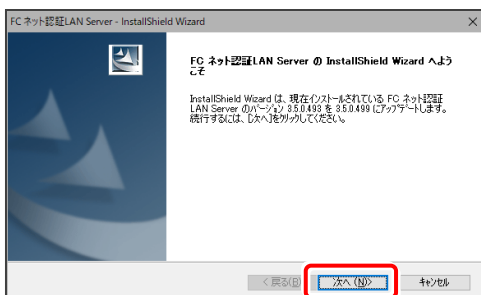 FC ネット認証LAN Server - InstallShield Wizard
FC ネット認証LAN Server の InstallShield Wizard へよう
こそ
InstallShield Wizard は、現在インストールされている FC ネット認証
LAN Server のバージョン 3.5.0.493 を 3.5.0.499 にアップデートします。
続行するには、[次へ]をクリックしてください。
< 戻る(B)
次へ(N)>
キャンセル